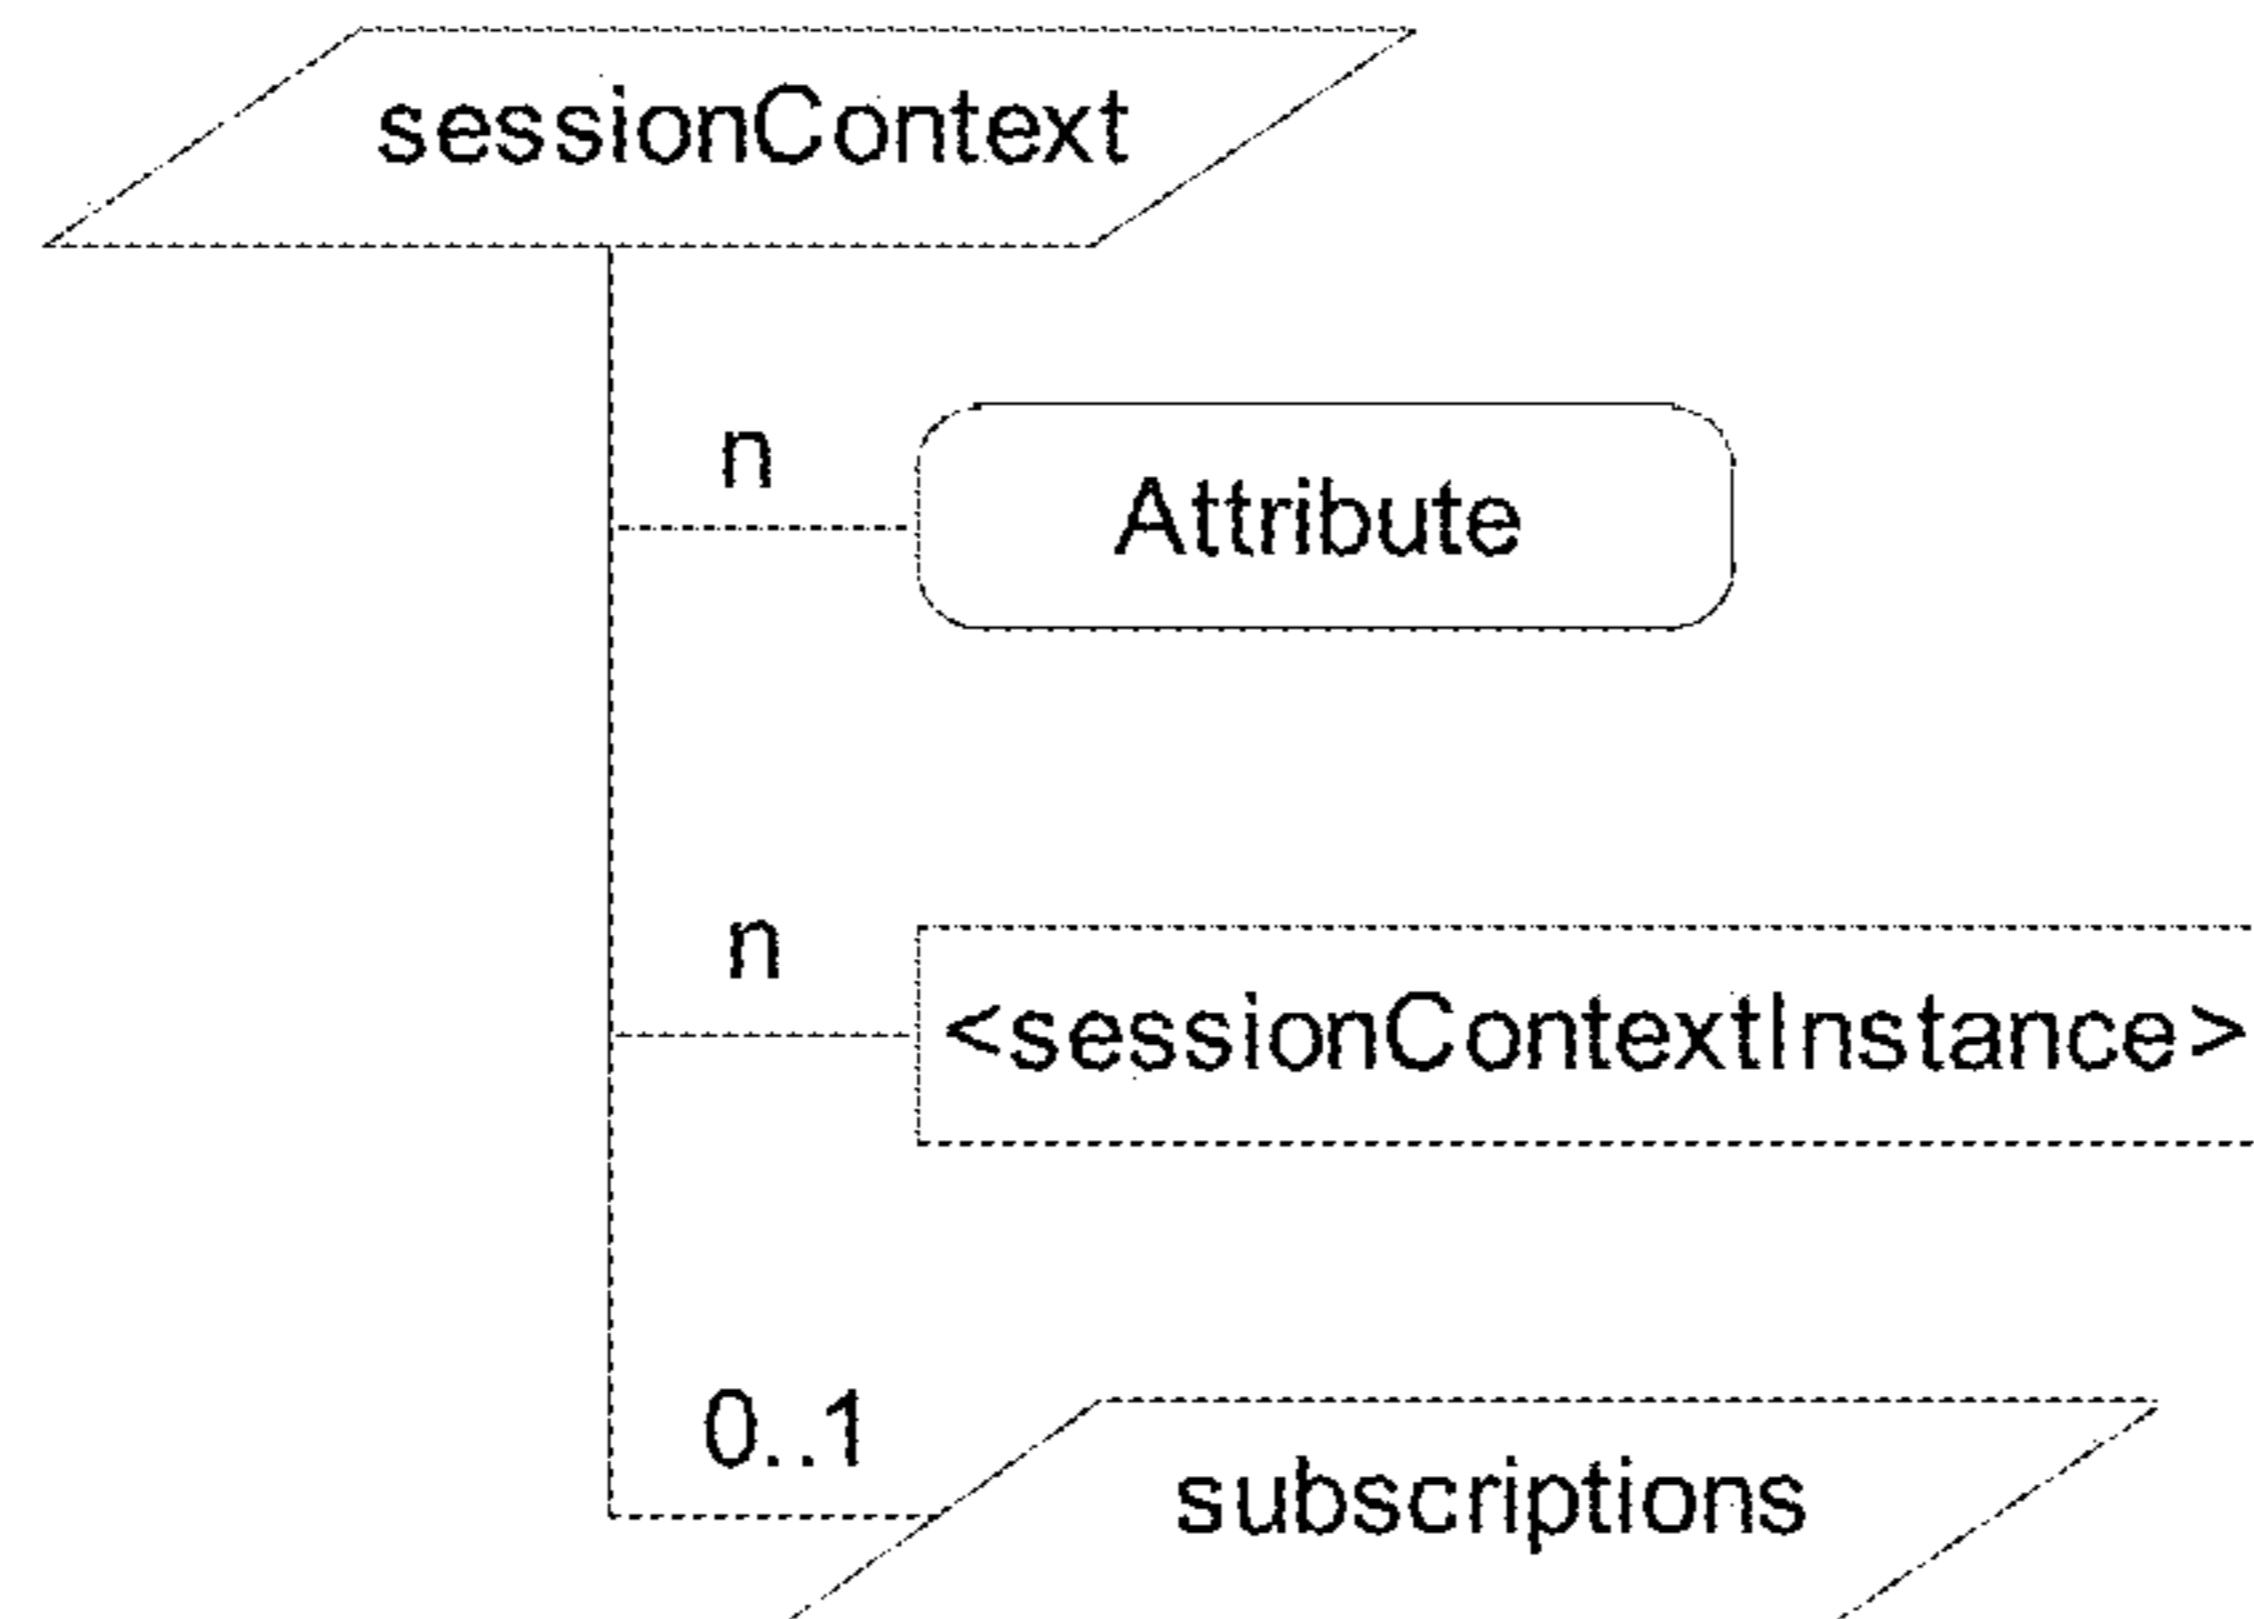 sessionContext
n
Attribute
n
<sessionContextInstance>
0..1
subscriptions